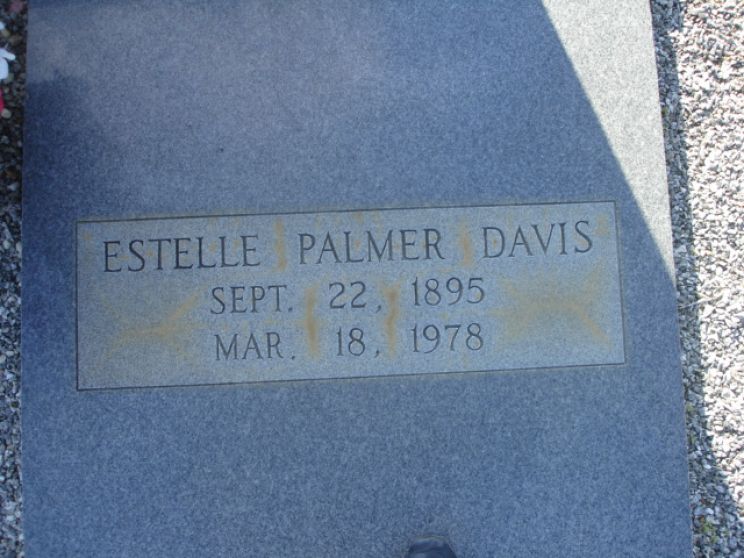 ESTELLE PALMER DAVIS
SEPT. 22, 1895
MAR. 18, 1978